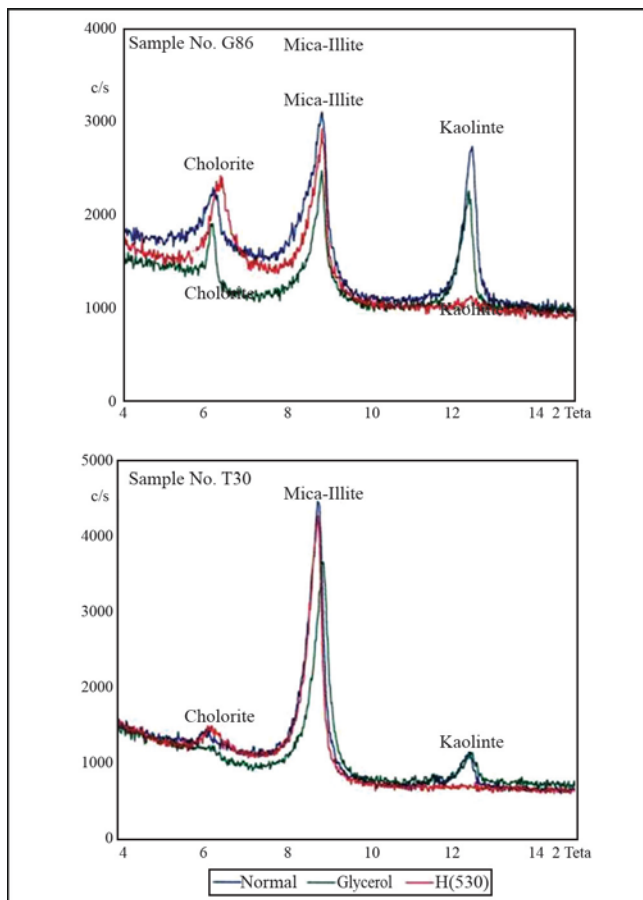 4000
Sample No. G86
Mica-Illite
c/s
Mica-Illite
3000
Kaolinte
Cholorite
2000
Cholorite
1000
Kaolinte
0
4 6 8 10 12 14 2 Teta
5000
Sample No. T30
c/s
Mica-Illite
4000
3000
2000
Cholorite
Kaolinte
1000
0
4 6 8 10 12 14 2 Teta
Normal Glycerol H(530)